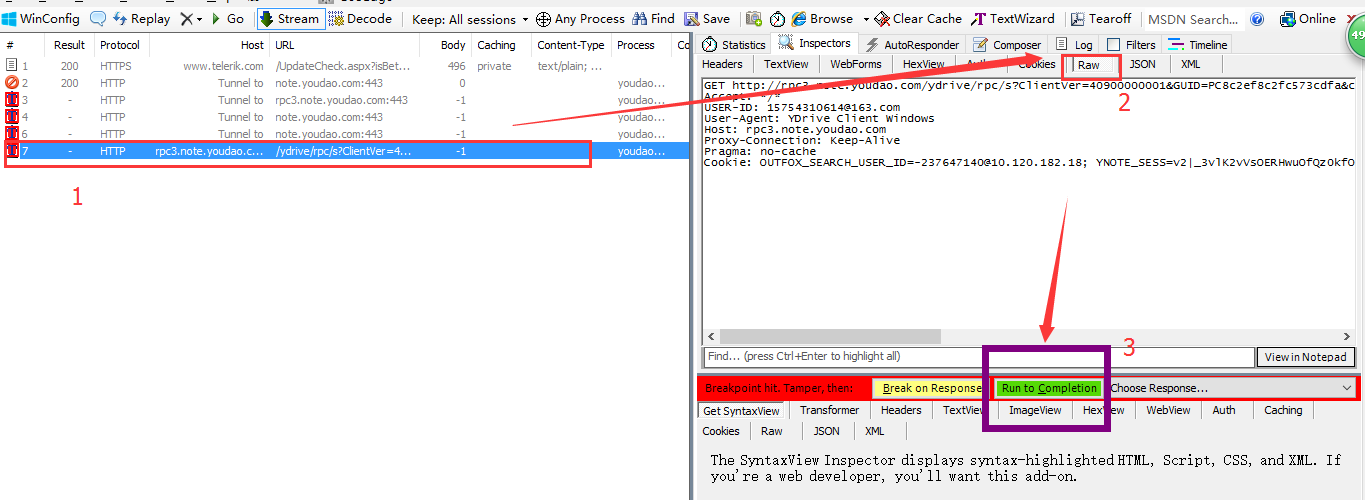 WinConfig Replay Go Stream Decode Keep: All sessions Any Process Find Save Browse Clear Cache TextWizard Tearoff MSDN Search... Online
49
# Result Protocol Host URL Body Caching Content-Type Process Co
1 200 HTTPS www.telerik.com /UpdateCheck.aspx?isBet... 496 private text/plain; ...
2 200 HTTP Tunnel to note.youdao.com:443 0 youdao...
3 - HTTP Tunnel to rpc3.note.youdao.com:443 -1 youdao...
4 - HTTP Tunnel to note.youdao.com:443 -1 youdao...
6 - HTTP Tunnel to note.youdao.com:443 -1 youdao...
7 - HTTP rpc3.note.youdao.c... /ydrive/rpc/s?ClientVer=4... -1 youdao...
1
Statistics Inspectors AutoResponder Composer Log Filters Timeline
Headers TextView WebForms HexView Cookies Raw JSON XML
2
GET http://rpc3.note.youdao.com/ydrive/rpc/s?ClientVer=40900000001&GUID=PC8c2ef8c2fc573cdfa&c
Accept: */*
USER-ID: 15754310614@163.com
User-Agent: YDrive Client Windows
Host: rpc3.note.youdao.com
Proxy-Connection: Keep-Alive
Pragma: no-cache
Cookie: OUTFOX_SEARCH_USER_ID=-237647140@10.120.182.18; YNOTE_SESS=v2|_3vlK2vVsOERHwuOfQz0kfO
3
Find... (press Ctrl+Enter to highlight all) View in Notepad
Breakpoint hit. Tamper, then: Break on Response Run to Completion Choose Response...
Get SyntaxView Transformer Headers TextView ImageView HexView WebView Auth Caching
Cookies Raw JSON XML
The SyntaxView Inspector displays syntax-highlighted HTML, Script, CSS, and XML. If
you're a web developer, you'll want this add-on.